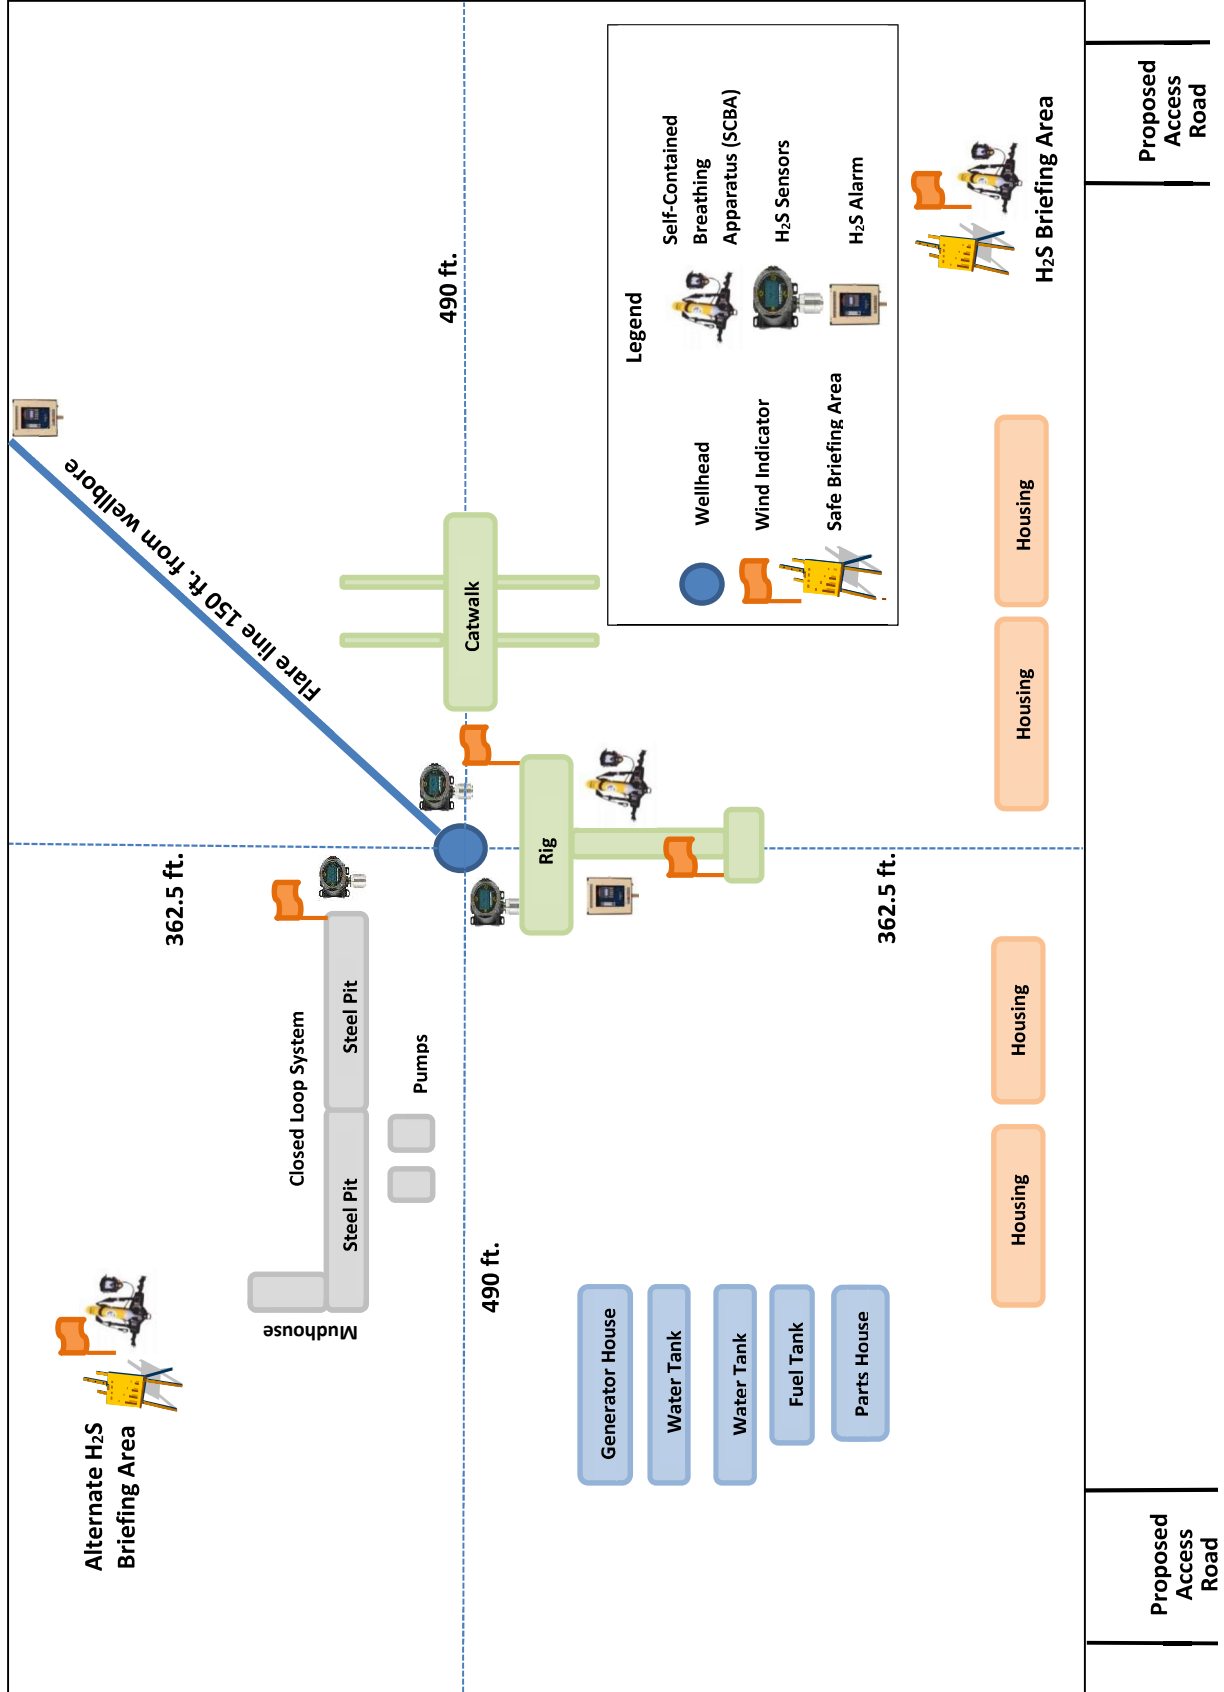 Alternate H2S
Briefing Area
Mudhouse
Closed Loop System
Steel Pit
Steel Pit
Pumps
362.5 ft.
Flare line 150 ft. from wellbore
490 ft.
490 ft.
Catwalk
Rig
362.5 ft.
Generator House
Water Tank
Water Tank
Fuel Tank
Parts House
Legend
Wellhead
Wind Indicator
Safe Briefing Area
Self-Contained
Breathing
Apparatus (SCBA)
H2S Sensors
H2S Alarm
H2S Briefing Area
Housing
Housing
Housing
Housing
Proposed
Access
Road
Proposed
Access
Road